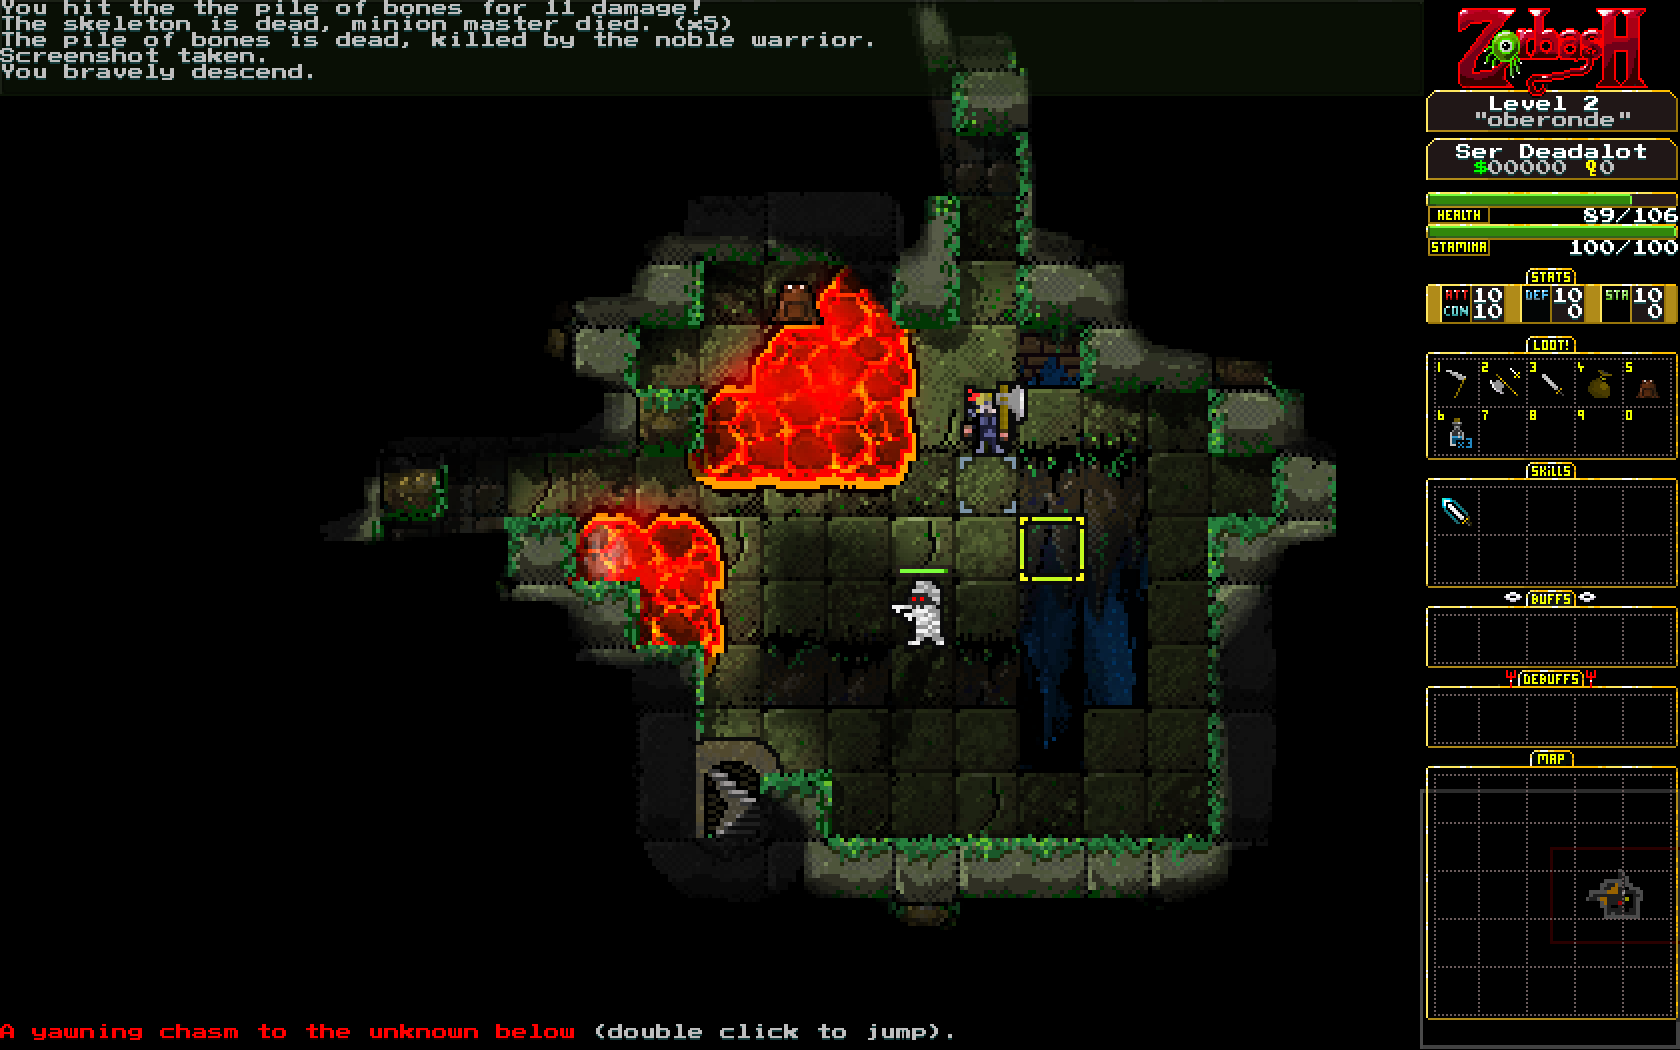 You hit the the pile of bones for 11 damage!
The skeleton is dead, minion master died. (x5)
The pile of bones is dead, killed by the noble warrior.
Screenshot taken.
You bravely descend.
ZorbasH
Level 2
"oberonde"
Ser Deadalot
$00000 0
HEALTH 89/106
STAMINA 100/100
STATS
ATT 10 DEF 10 STR 10
CON 10 0 0
LOOT!
1 2 3 4 5
6 7 8 9 0
x3
SKILLS
BUFFS
DEBUFFS
MAP
A yawning chasm to the unknown below (double click to jump).